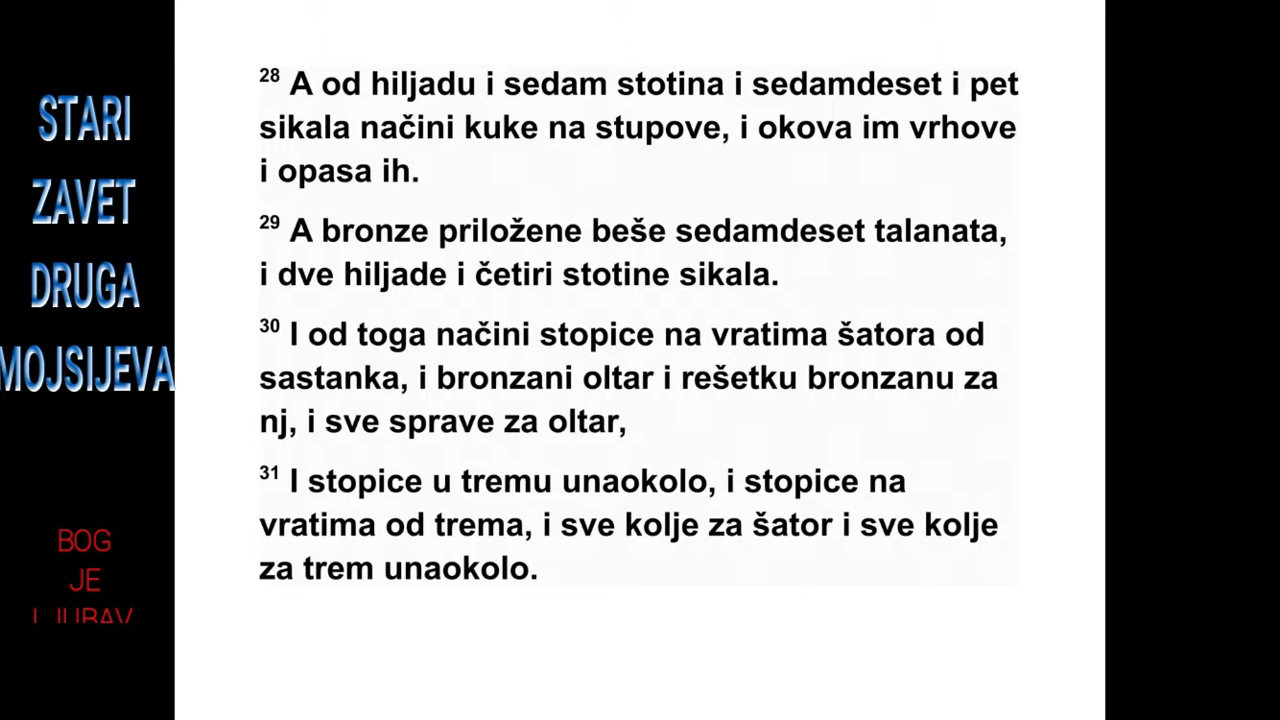 STARI
ZAVET
DRUGA
MOJSIJEVA
BOG
JE
LJUBAV
28 A od hiljadu i sedam stotina i sedamdeset i pet
sikala načini kuke na stupove, i okova im vrhove
i opasa ih.
29 A bronze priložene beše sedamdeset talanata,
i dve hiljade i četiri stotine sikala.
30 I od toga načini stopice na vratima šatora od
sastanka, i bronzani oltar i rešetku bronzanu za
nj, i sve sprave za oltar,
31 I stopice u tremu unaokolo, i stopice na
vratima od trema, i sve kolje za šator i sve kolje
za trem unaokolo.